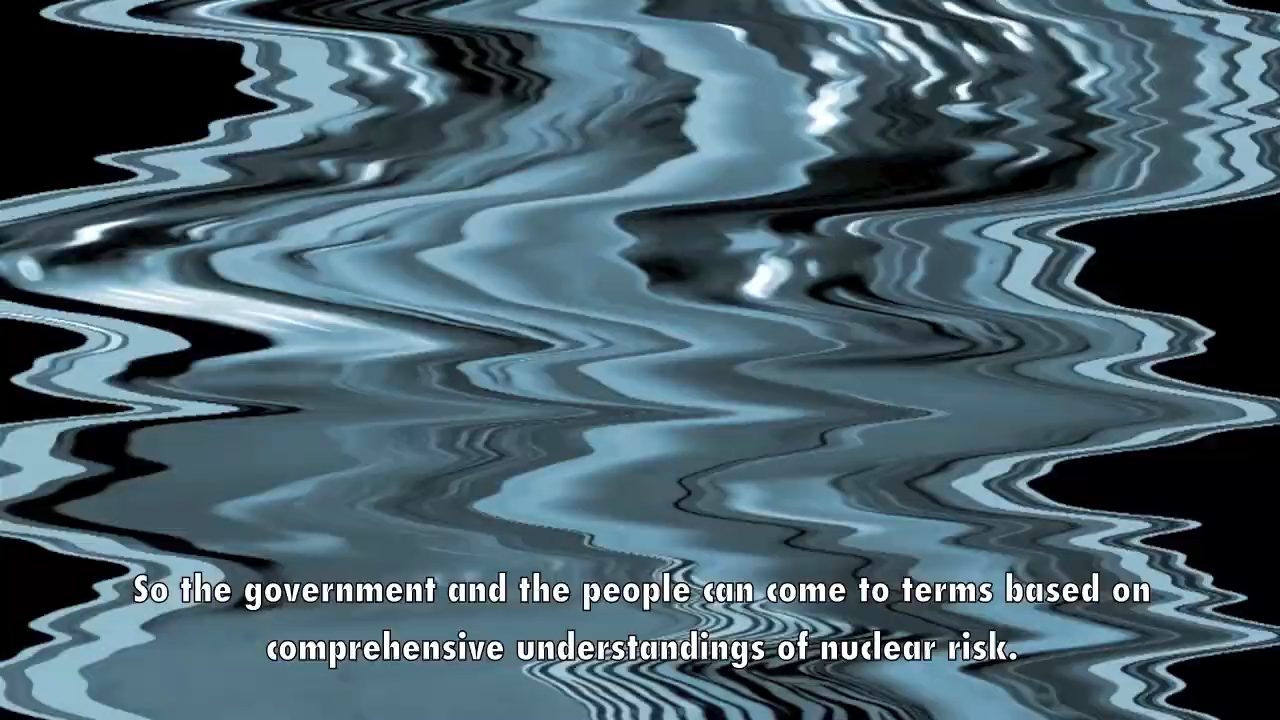 So the government and the people can come to terms based on
comprehensive understandings of nuclear risk.